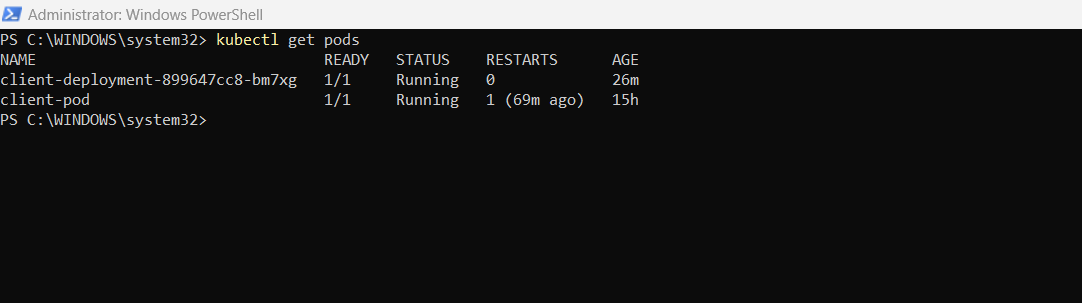 Administrator: Windows PowerShell
PS C:\WINDOWS\system32> kubectl get pods
NAME                                READY   STATUS    RESTARTS      AGE
client-deployment-899647cc8-bm7xg   1/1     Running   0             26m
client-pod                          1/1     Running   1 (69m ago)   15h
PS C:\WINDOWS\system32>